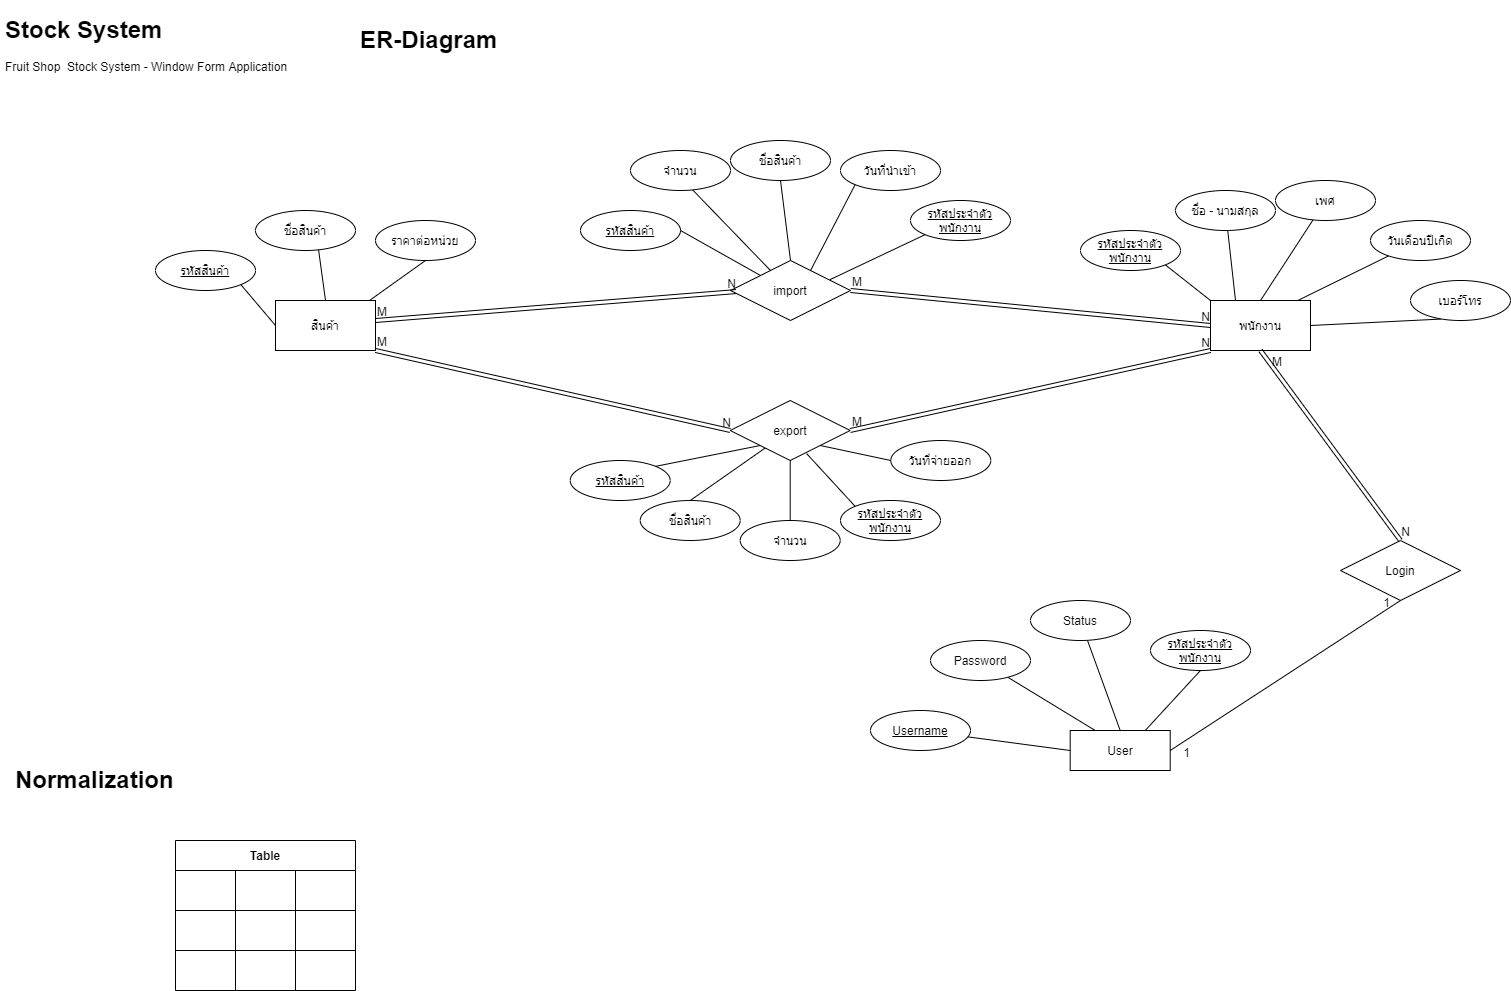 Stock System
ER-Diagram
Fruit Shop  Stock System - Window Form Application
จำนวน
ชื่อสินค้า
วันที่นำเข้า
รหัสสินค้า
รหัสประจำตัว
พนักงาน
import
N
M
ชื่อสินค้า
ราคาต่อหน่วย
รหัสสินค้า
สินค้า
M
M
ชื่อ - นามสกุล
เพศ
รหัสประจำตัว
พนักงาน
วันเดือนปีเกิด
เบอร์โทร
พนักงาน
N
N
M
export
N
M
วันที่จ่ายออก
รหัสสินค้า
ชื่อสินค้า
จำนวน
รหัสประจำตัว
พนักงาน
N
Login
1
Status
Password
รหัสประจำตัว
พนักงาน
Username
User
1
Normalization
Table